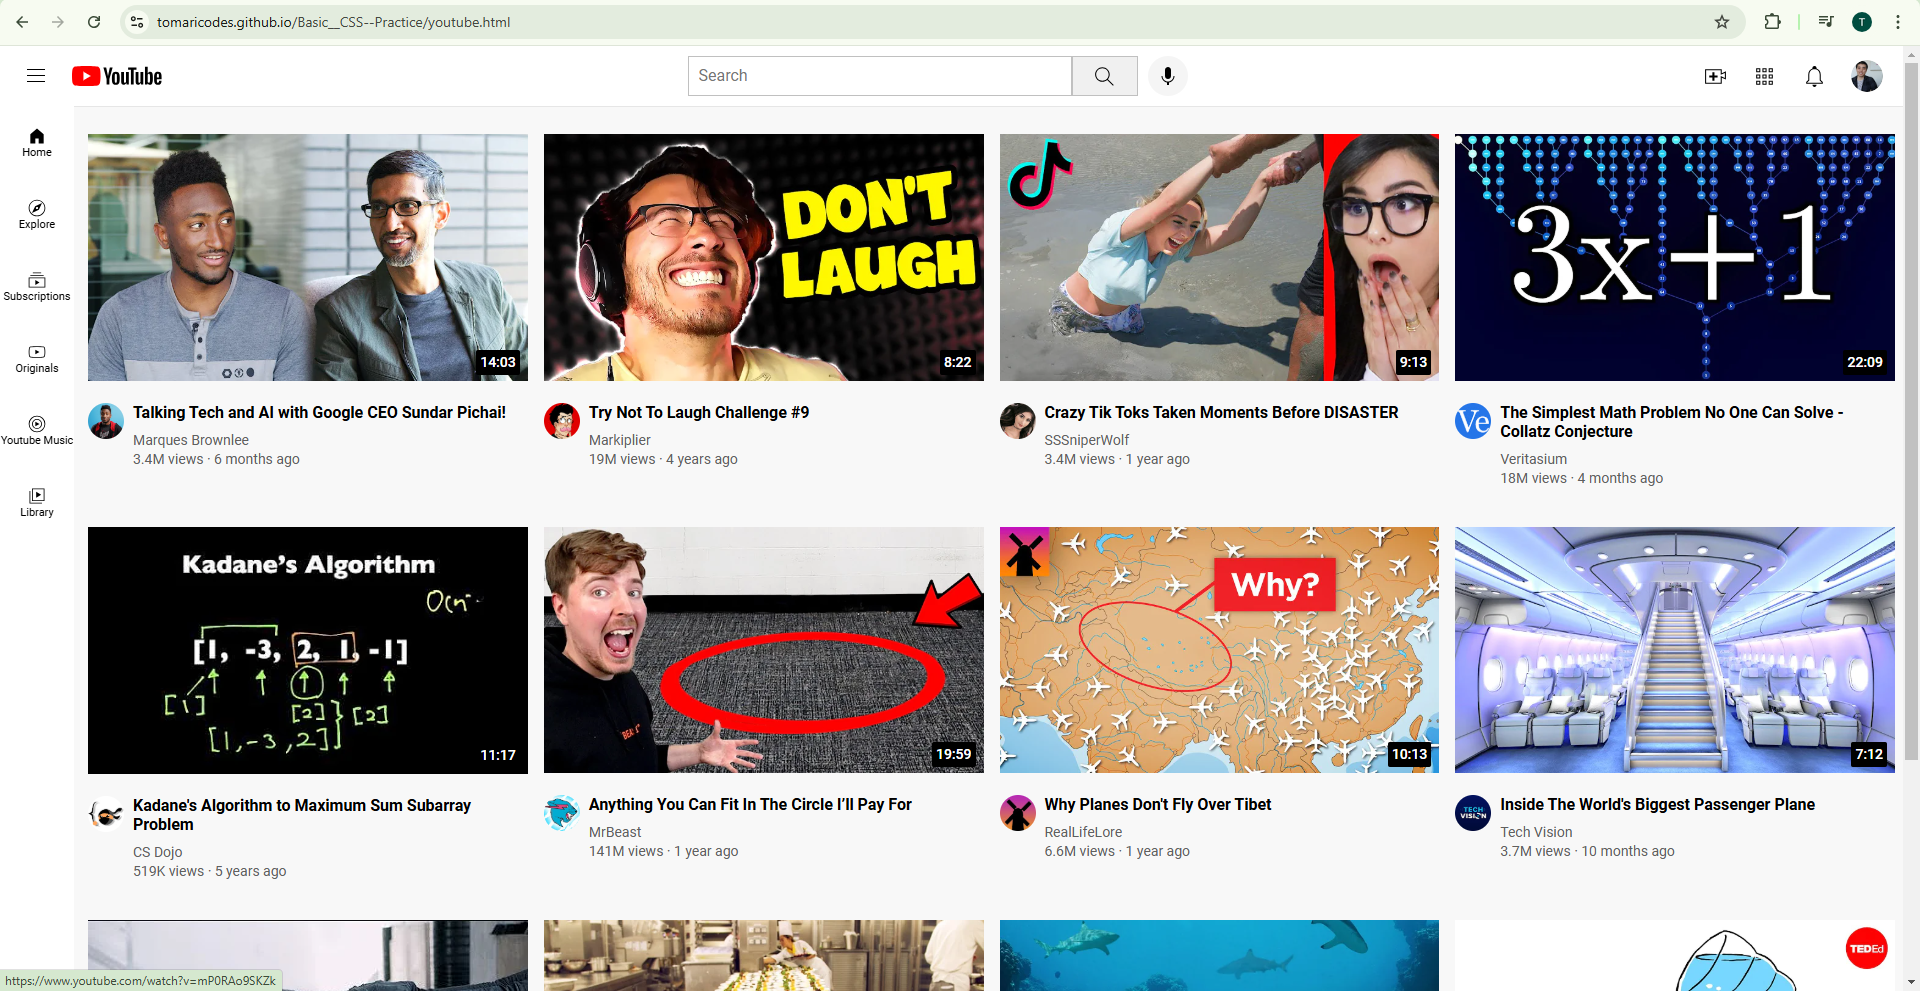 tomaricodes.github.io/Basic__CSS--Practice/youtube.html
T
YouTube
Search
Home
Explore
Subscriptions
Originals
Youtube Music
Library
14:03
Talking Tech and AI with Google CEO Sundar Pichai!
Marques Brownlee
3.4M views · 6 months ago
DON'T
LAUGH
8:22
Try Not To Laugh Challenge #9
Markiplier
19M views · 4 years ago
9:13
Crazy Tik Toks Taken Moments Before DISASTER
SSSniperWolf
3.4M views · 1 year ago
3x+1
22:09
Ve
The Simplest Math Problem No One Can Solve -
Collatz Conjecture
Veritasium
18M views · 4 months ago
Kadane's Algorithm
O(n
[1, -3, 2, 1, -1]
[1]
[2]
[2]
[1,-3,2]
11:17
Kadane's Algorithm to Maximum Sum Subarray
Problem
CS Dojo
519K views · 5 years ago
19:59
Anything You Can Fit In The Circle I’ll Pay For
MrBeast
141M views · 1 year ago
Why?
10:13
Why Planes Don't Fly Over Tibet
RealLifeLore
6.6M views · 1 year ago
7:12
TECH
VISION
Inside The World's Biggest Passenger Plane
Tech Vision
3.7M views · 10 months ago
TEDEd
https://www.youtube.com/watch?v=mP0RAo9SKZk